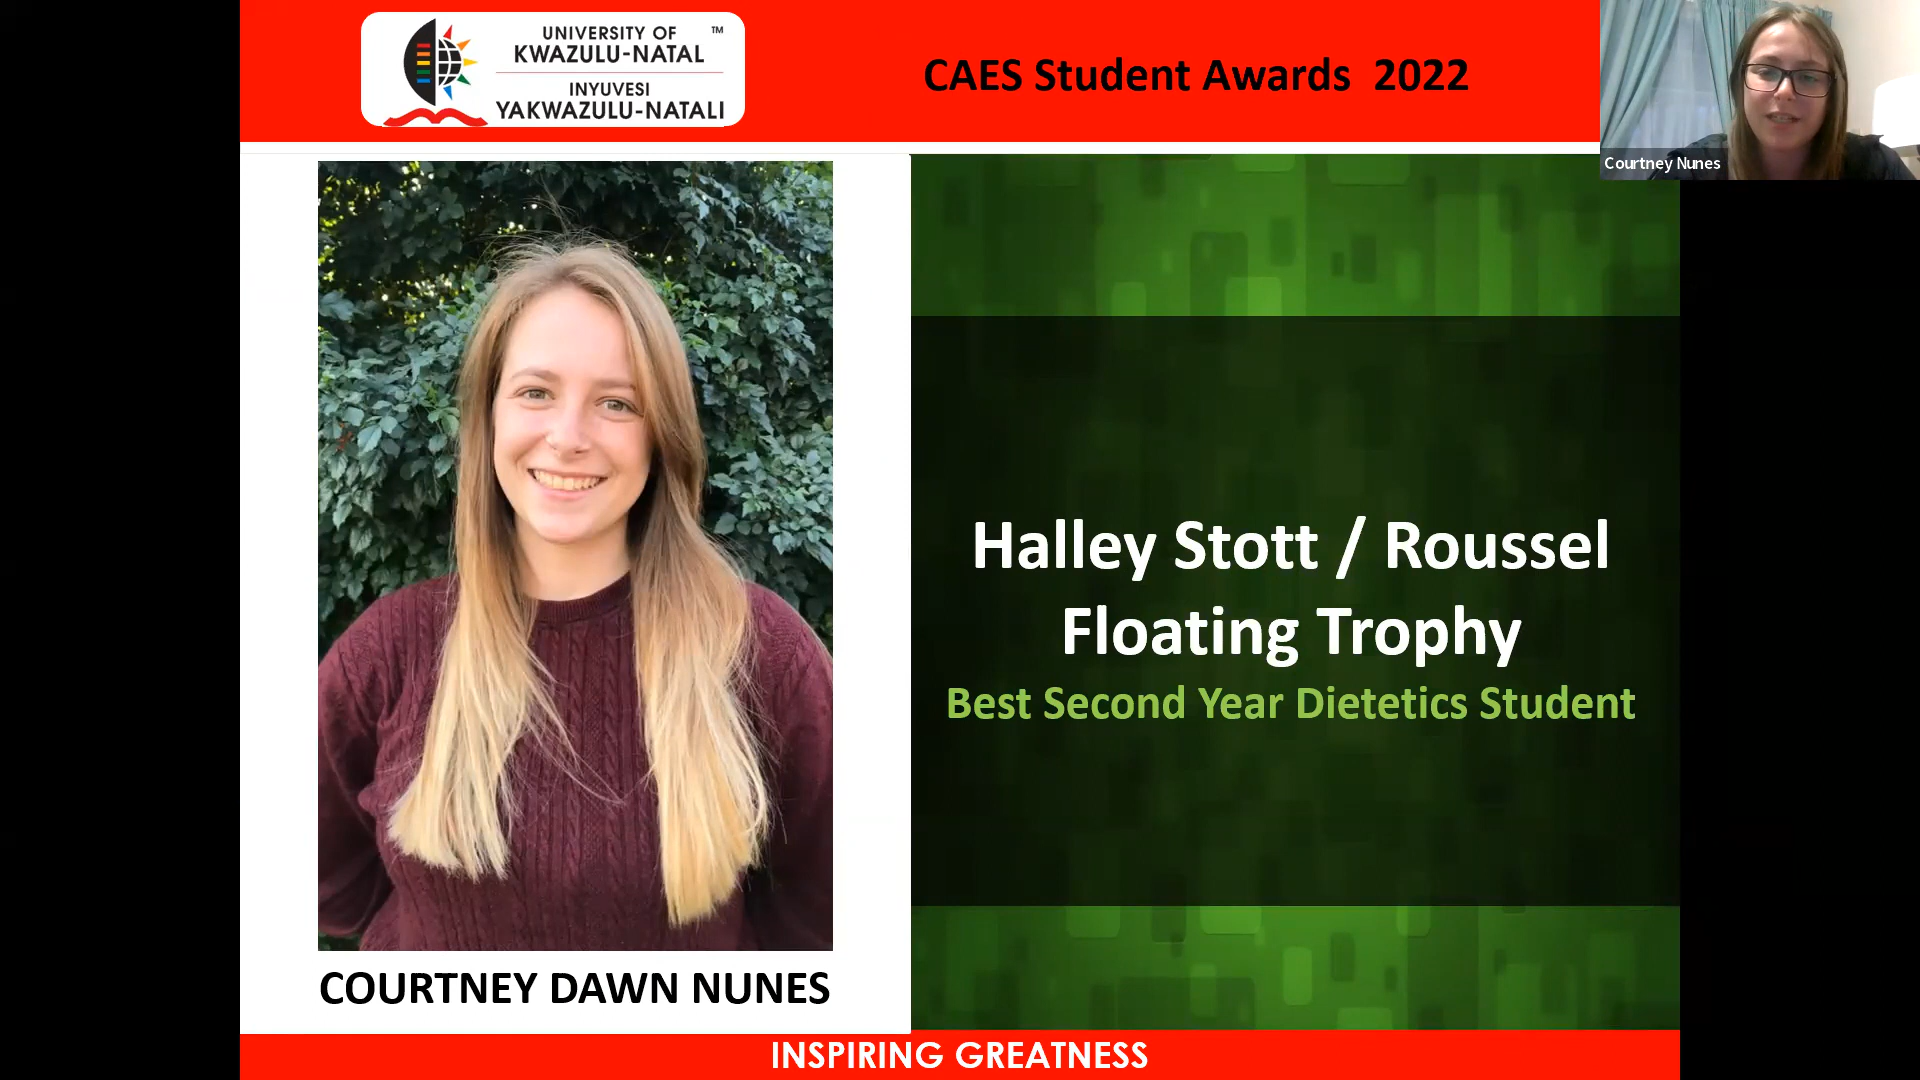 UNIVERSITY OF ™
KWAZULU-NATAL
INYUVESI
YAKWAZULU-NATALI
CAES Student Awards 2022
Courtney Nunes
Halley Stott / Roussel
Floating Trophy
Best Second Year Dietetics Student
COURTNEY DAWN NUNES
INSPIRING GREATNESS